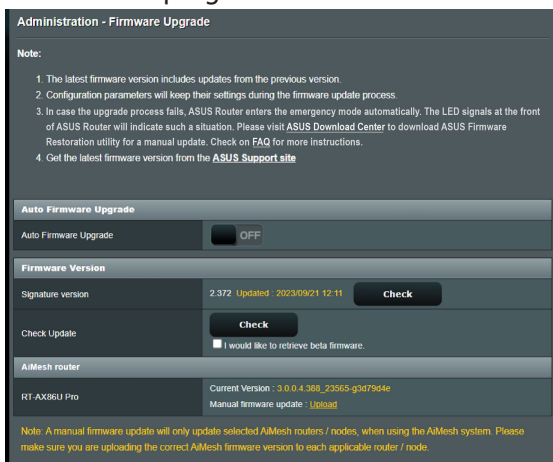 Administration - Firmware Upgrade
Note:
1. The latest firmware version includes updates from the previous version.
2. Configuration parameters will keep their settings during the firmware update process.
3. In case the upgrade process fails, ASUS Router enters the emergency mode automatically. The LED signals at the front
of ASUS Router will indicate such a situation. Please visit ASUS Download Center to download ASUS Firmware
Restoration utility for a manual update. Check on FAQ for more instructions.
4. Get the latest firmware version from the ASUS Support site
Auto Firmware Upgrade
Auto Firmware Upgrade OFF
Firmware Version
Signature version 2.372 Updated : 2023/09/21 12:11 Check
Check Update Check
I would like to retrieve beta firmware.
AiMesh router
RT-AX86U Pro Current Version : 3.0.0.4.388_23565-g3d79d4e
Manual firmware update : Upload
Note: A manual firmware update will only update selected AiMesh routers / nodes, when using the AiMesh system. Please
make sure you are uploading the correct AiMesh firmware version to each applicable router / node.